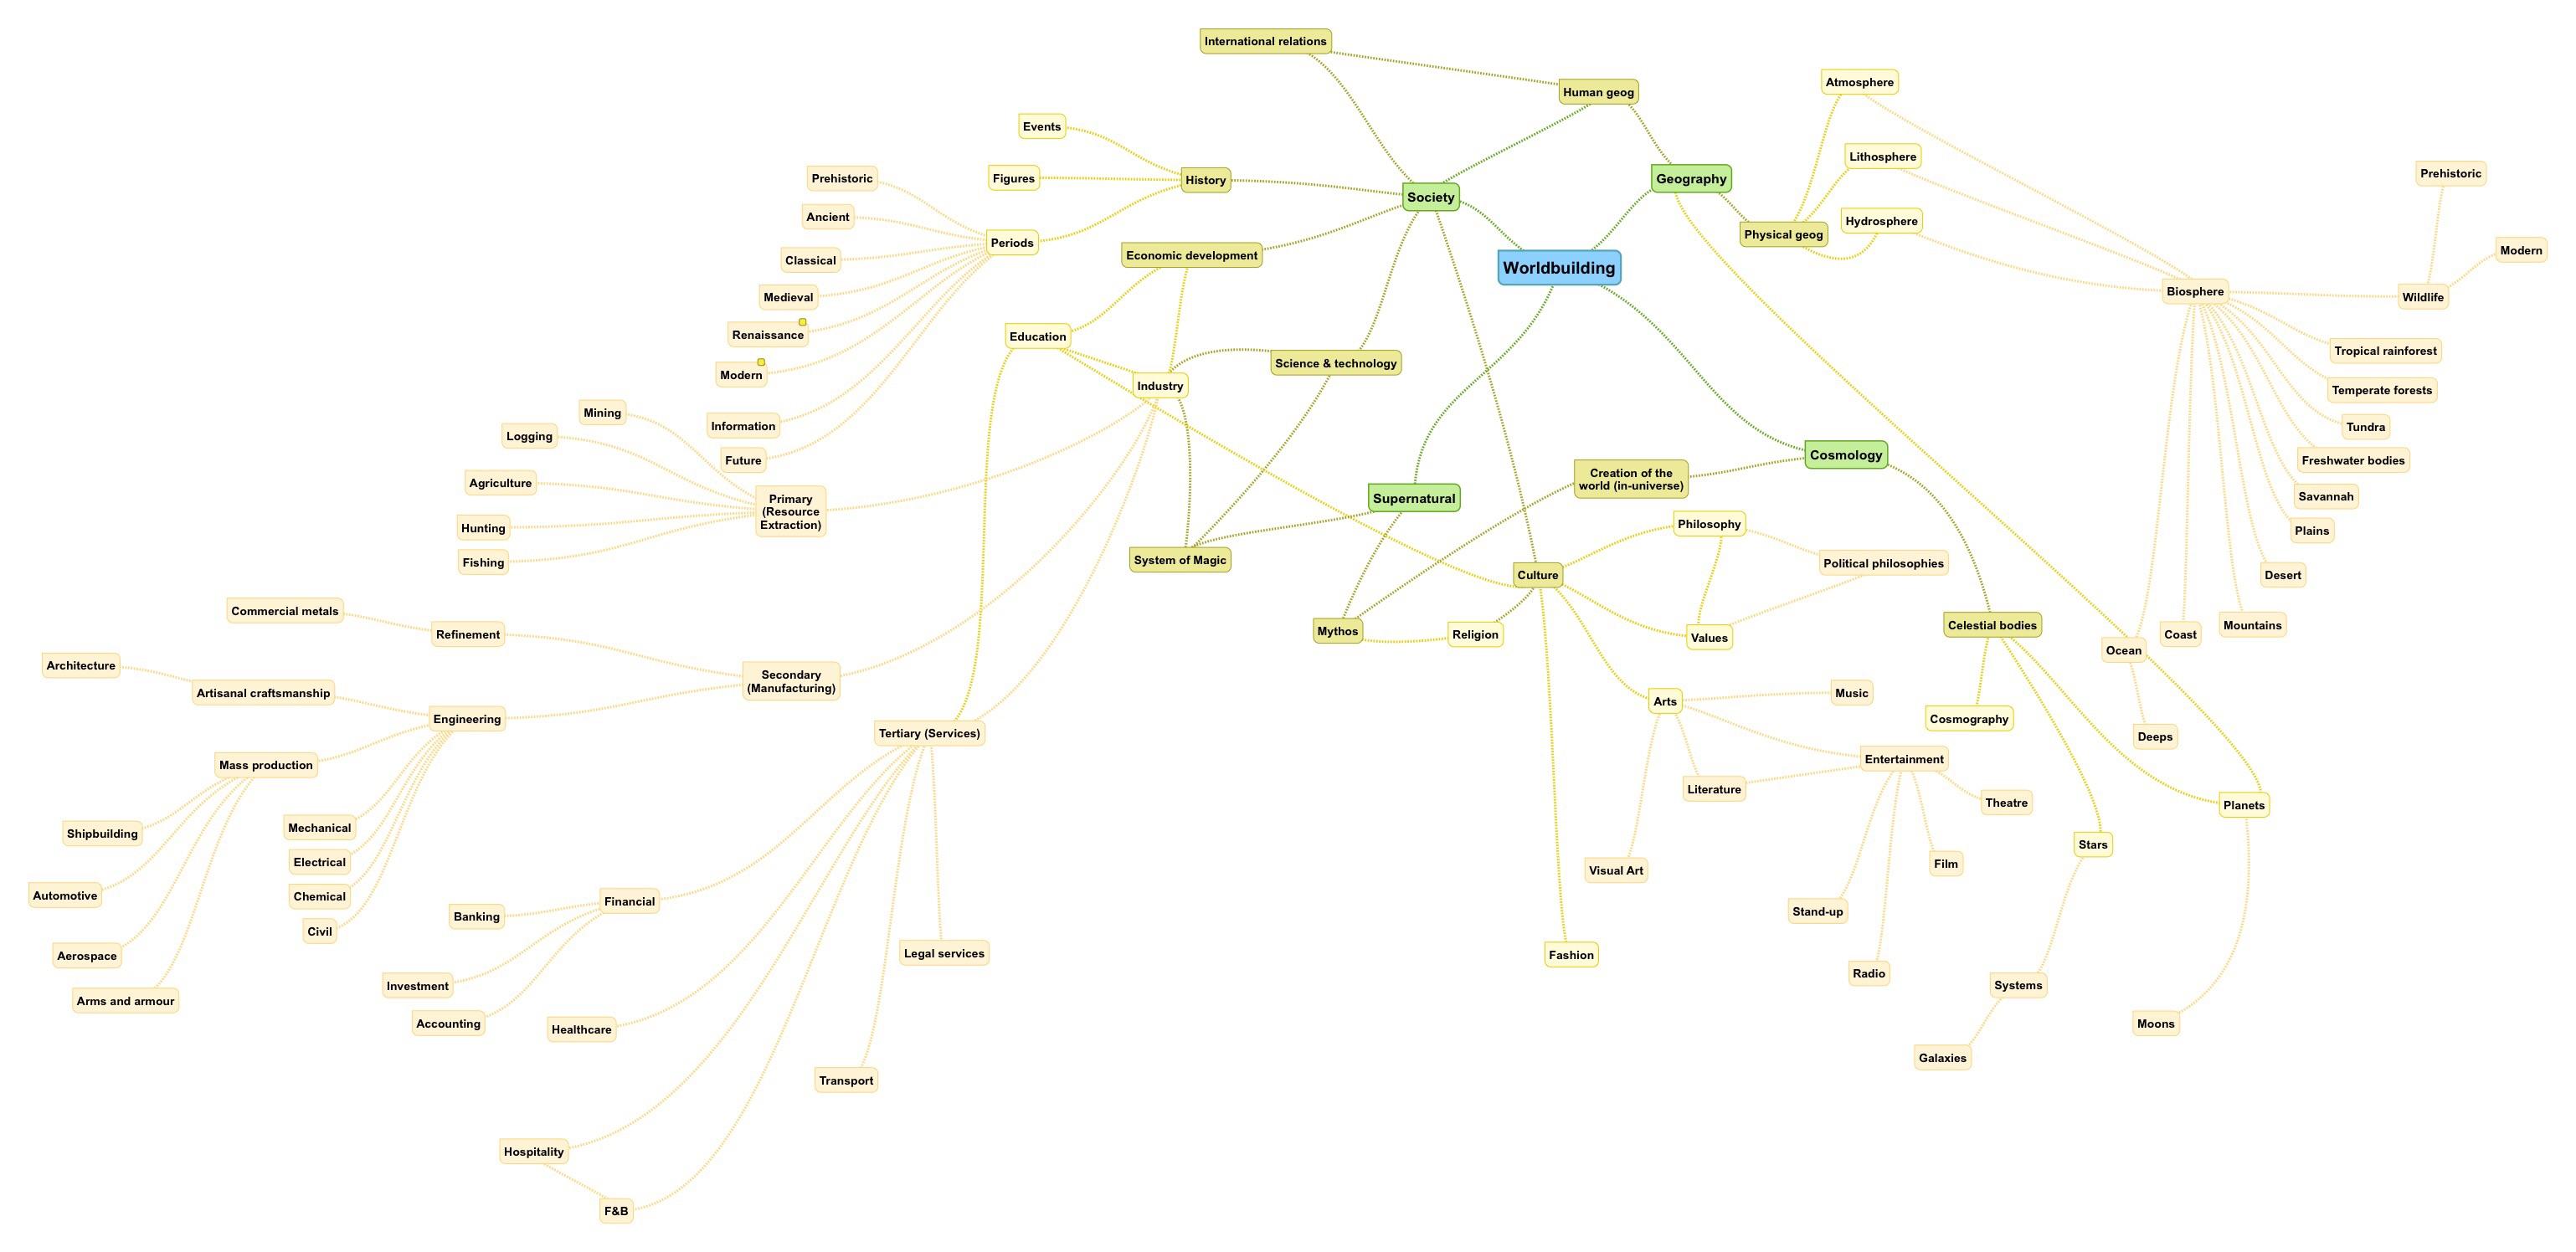 International relations
Human geog
Atmosphere
Events
Lithosphere
Prehistoric
Figures
History
Geography
Prehistoric
Society
Ancient
Hydrosphere
Physical geog
Periods
Modern
Economic development
Classical
Worldbuilding
Biosphere
Wildlife
Medieval
Renaissance
Education
Tropical rainforest
Science & technology
Modern
Industry
Temperate forests
Mining
Information
Tundra
Logging
Future
Cosmology
Freshwater bodies
Creation of the
world (in-universe)
Agriculture
Savannah
Supernatural
Primary
(Resource
Extraction)
Hunting
Philosophy
Plains
Fishing
System of Magic
Political philosophies
Culture
Desert
Commercial metals
Refinement
Mythos
Religion
Values
Celestial bodies
Coast
Mountains
Ocean
Architecture
Artisanal craftsmanship
Secondary
(Manufacturing)
Music
Arts
Engineering
Cosmography
Tertiary (Services)
Deeps
Mass production
Entertainment
Literature
Theatre
Planets
Shipbuilding
Mechanical
Stars
Electrical
Film
Visual Art
Automotive
Chemical
Financial
Banking
Stand-up
Civil
Aerospace
Legal services
Fashion
Radio
Investment
Systems
Arms and armour
Accounting
Healthcare
Moons
Galaxies
Transport
Hospitality
F&B